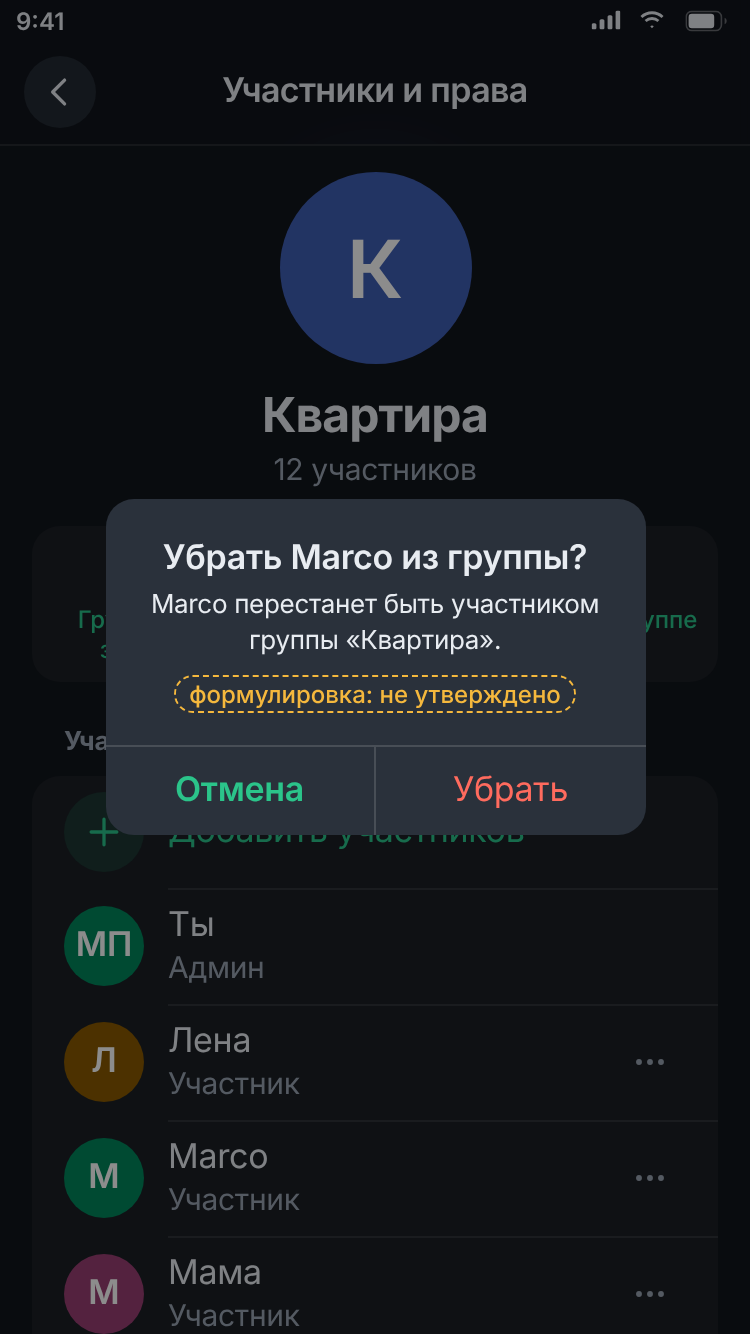 9:41
Участники и права
К
Квартира
12 участников
Убрать Marco из группы?
Marco перестанет быть участником
группы «Квартира».
формулировка: не утверждено
Отмена
Убрать
МП
Ты
Админ
Л
Лена
Участник
M
Marco
Участник
М
Мама
Участник